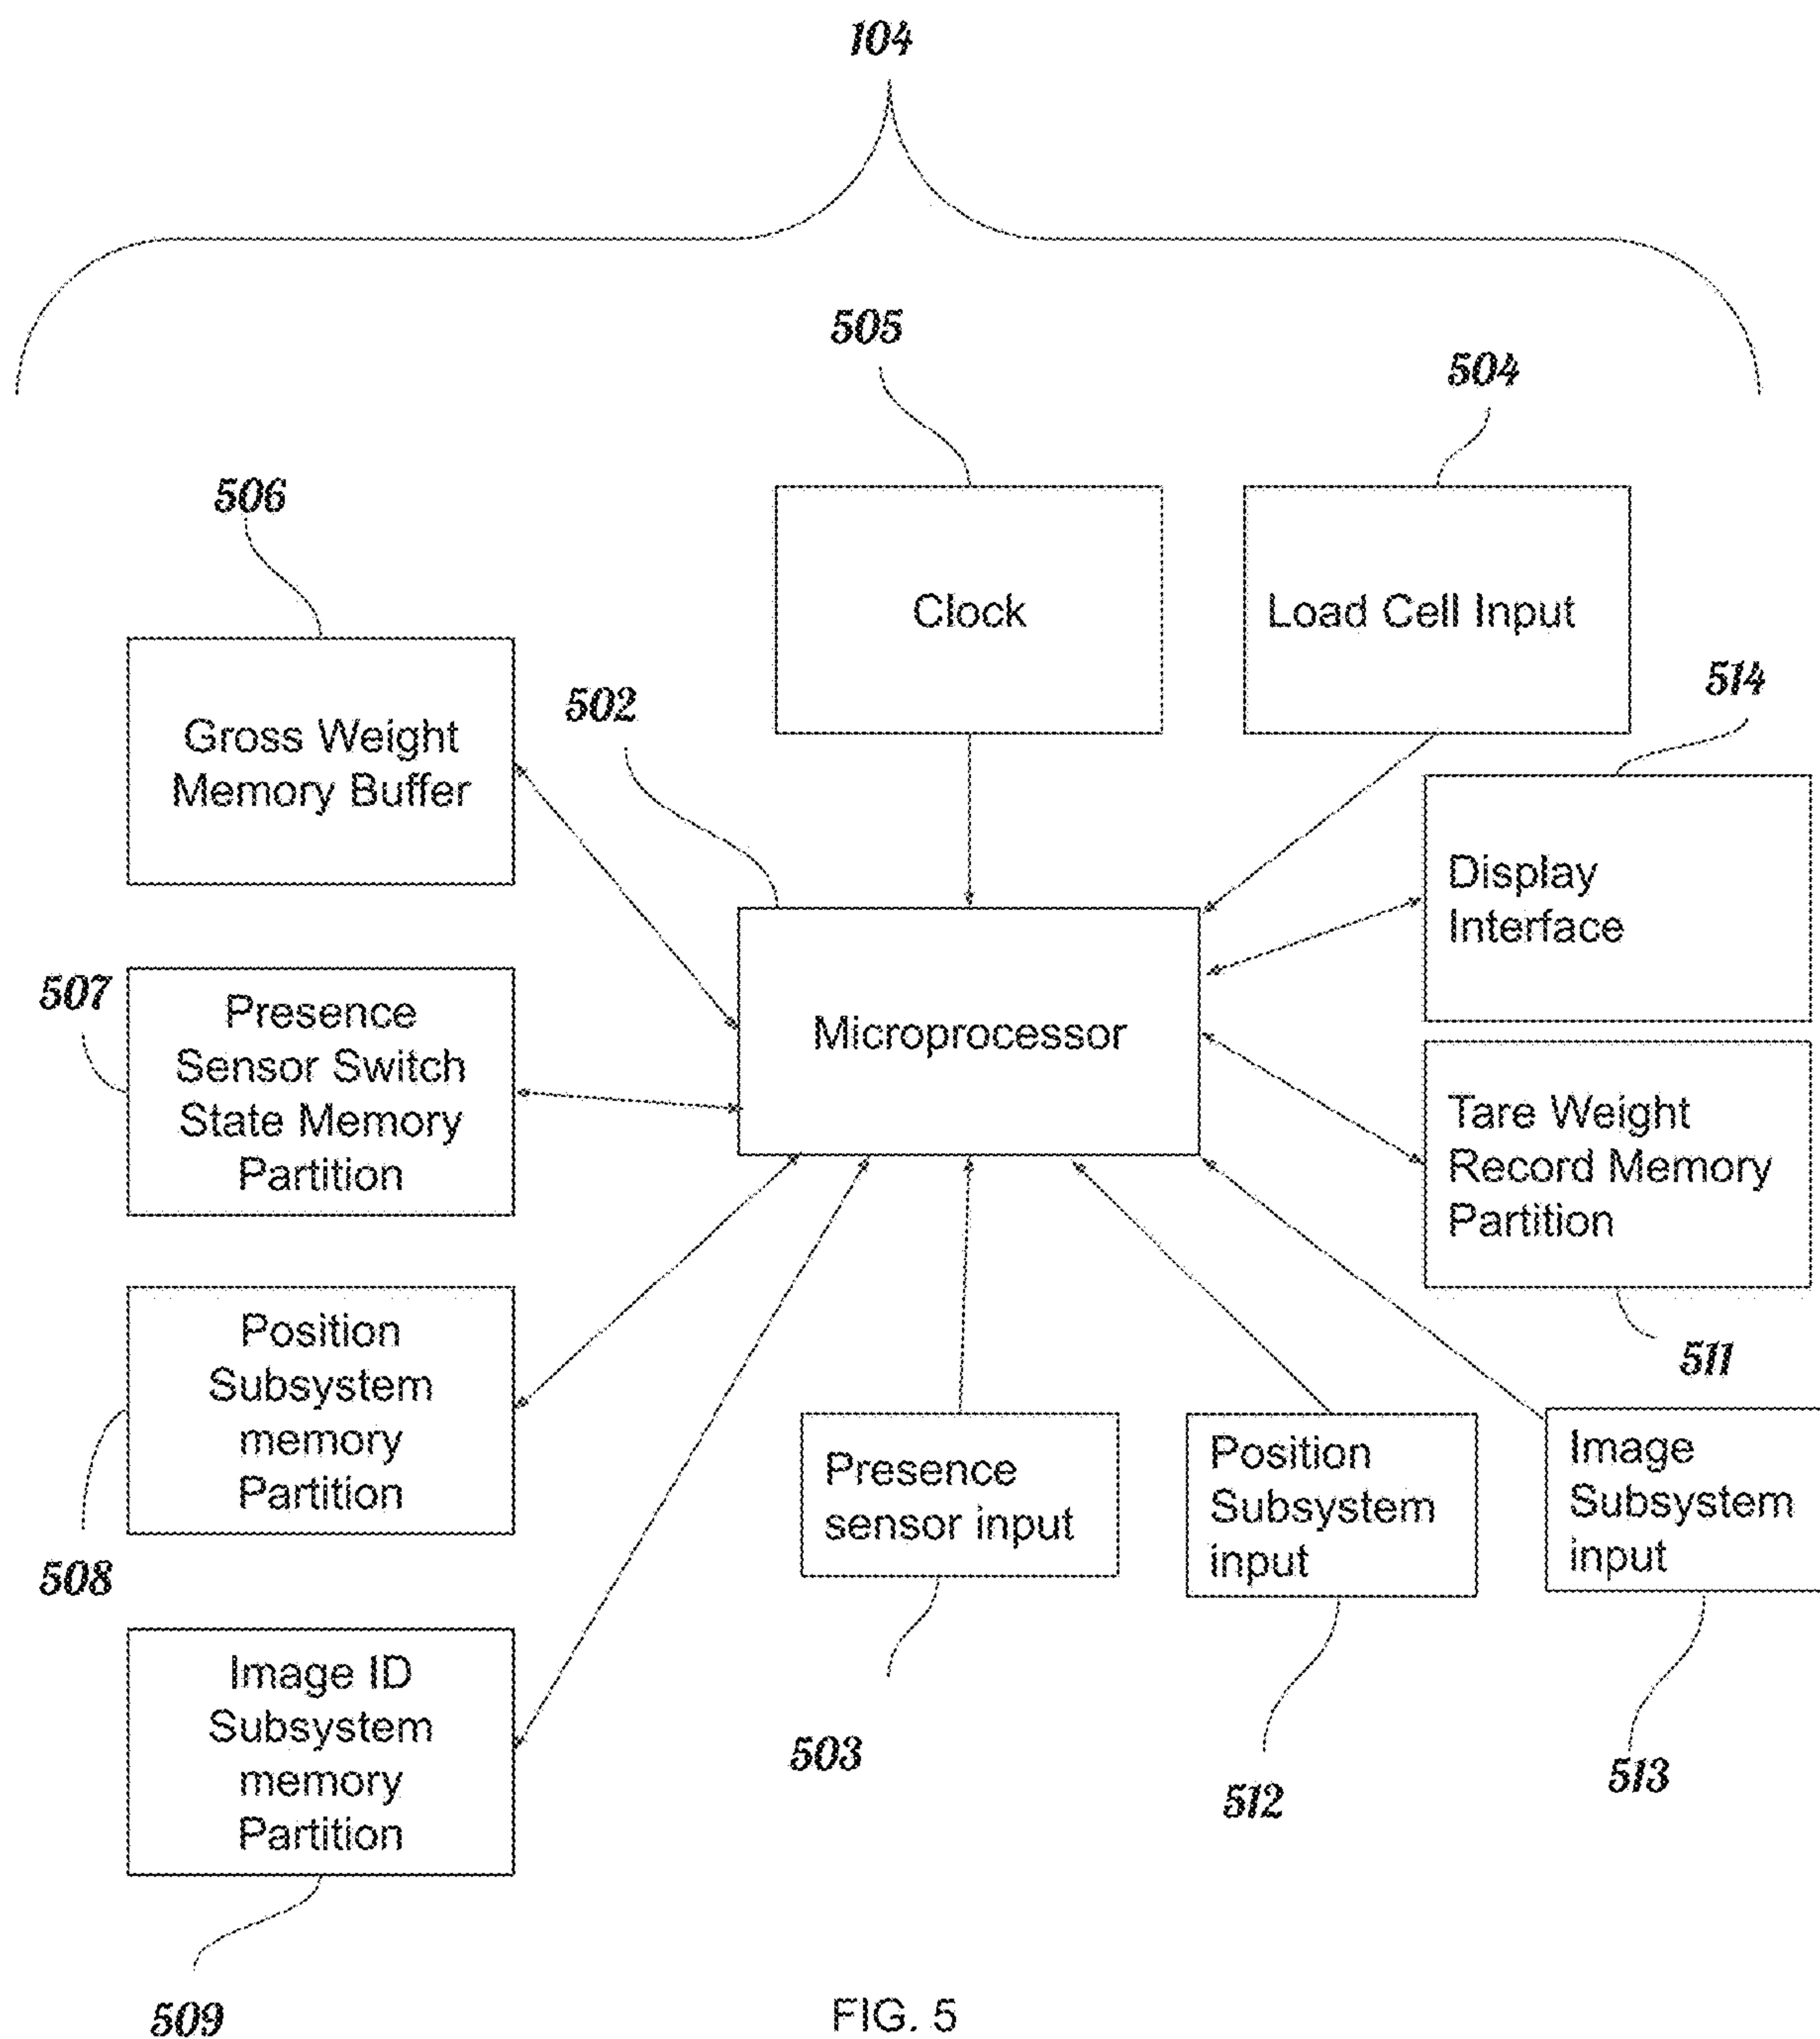 104
505
504
506
Clock
Load Cell Input
514
502
Gross Weight
Memory Buffer
Display
Interface
507
Presence
Sensor Switch
State Memory
Partition
Microprocessor
Tare Weight
Record Memory
Partition
511
Position
Subsystem
memory
Partition
508
Presence
sensor input
Position
Subsystem
input
Image
Subsystem
input
503
512
513
Image ID
Subsystem
memory
Partition
509
FIG. 5